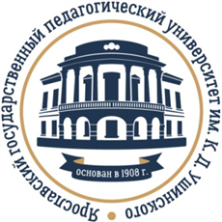 Ярославский государственный педагогический университет им. К. Д. Ушинского
основан в 1908 г.